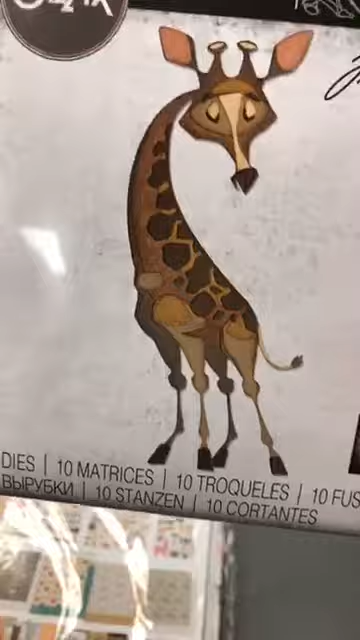 DIES | 10 MATRICES | 10 TROQUELES | 10 FUS
ВЫРУБКИ | 10 STANZEN | 10 CORTANTES